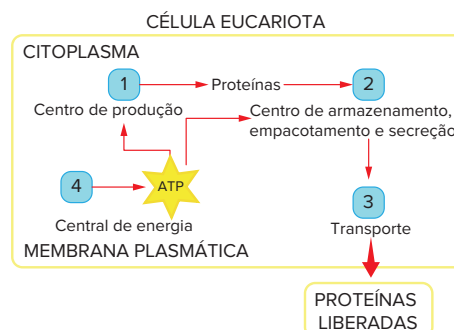 CÉLULA EUCARIOTA
CITOPLASMA
1
Proteínas
2
Centro de produção
Centro de armazenamento,
empacotamento e secreção
4
ATP
3
Central de energia
Transporte
MEMBRANA PLASMÁTICA
PROTEÍNAS
LIBERADAS